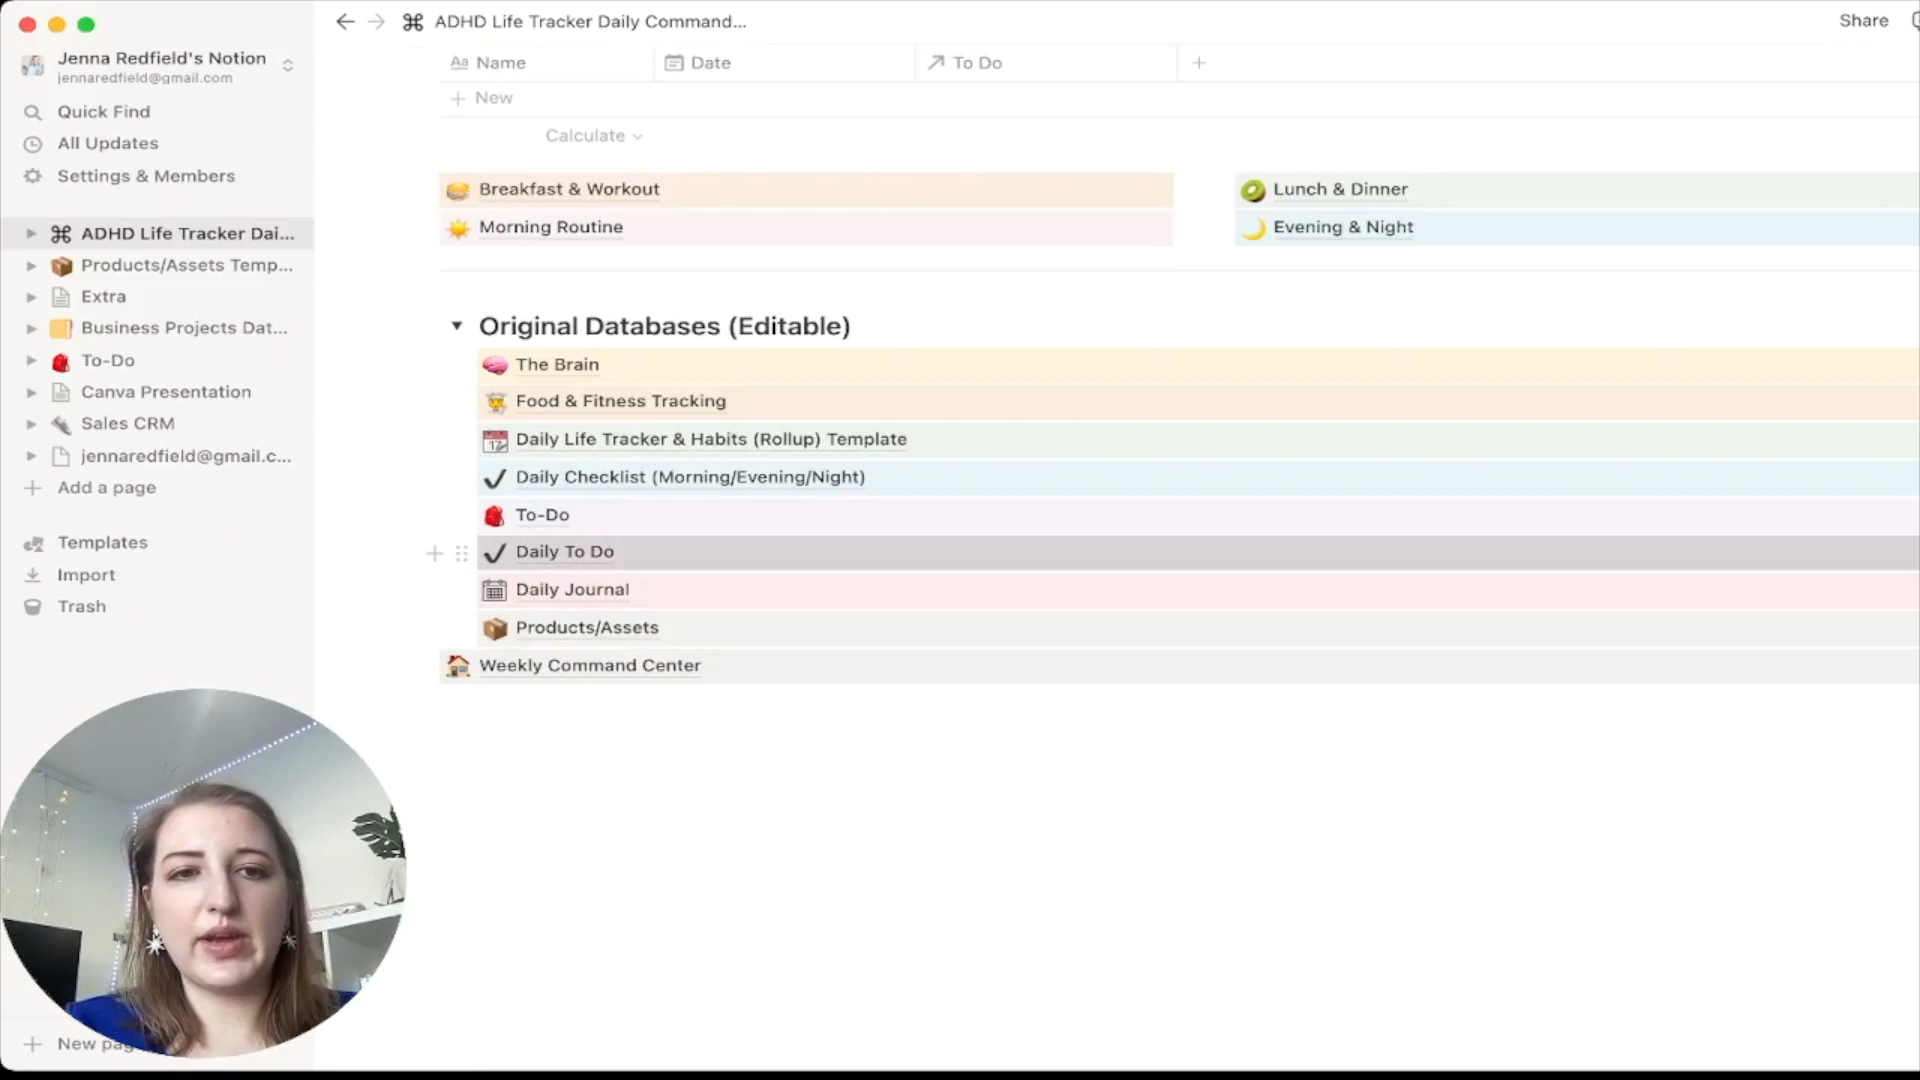 ADHD Life Tracker Daily Command...
Share
Jenna Redfield's Notion
jennaredfield@gmail.com
Quick Find
All Updates
Settings & Members
ADHD Life Tracker Dai...
Products/Assets Temp...
Extra
Business Projects Dat...
To-Do
Canva Presentation
Sales CRM
jennaredfield@gmail.c...
Add a page
Templates
Import
Trash
New pag
Aa Name
Date
To Do
New
Calculate
Breakfast & Workout
Morning Routine
Lunch & Dinner
Evening & Night
Original Databases (Editable)
The Brain
Food & Fitness Tracking
17 Daily Life Tracker & Habits (Rollup) Template
Daily Checklist (Morning/Evening/Night)
To-Do
Daily To Do
Daily Journal
Products/Assets
Weekly Command Center